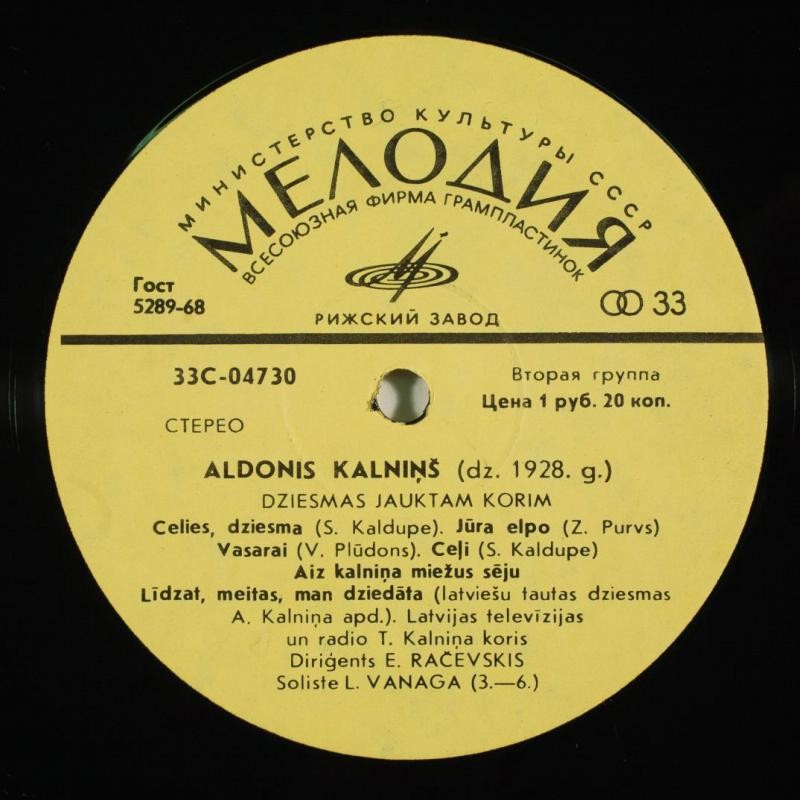 МИНИСТЕРСТВО КУЛЬТУРЫ СССР
МЕЛОДИЯ
ВСЕСОЮЗНАЯ ФИРМА ГРАМПЛАСТИНОК
Гост
5289-68
33
РИЖСКИЙ ЗАВОД
33С-04730
Вторая группа
Цена 1 руб. 20 коп.
СТЕРЕО
ALDONIS KALNIŅŠ (dz. 1928. g.)
DZIESMAS JAUKTAM KORIM
Celies, dziesma (S. Kaldupe). Jūra elpo (Z. Purvs)
Vasarai (V. Plūdons). Ceļi (S. Kaldupe)
Aiz kalniņa miežus sēju
Līdzat, meitas, man dziedāta (latviešu tautas dziesmas
A. Kalniņa apd.). Latvijas televīzijas
un radio T. Kalniņa koris
Diriģents E. RAČEVSKIS
Soliste L. VANAGA (3.—6.)